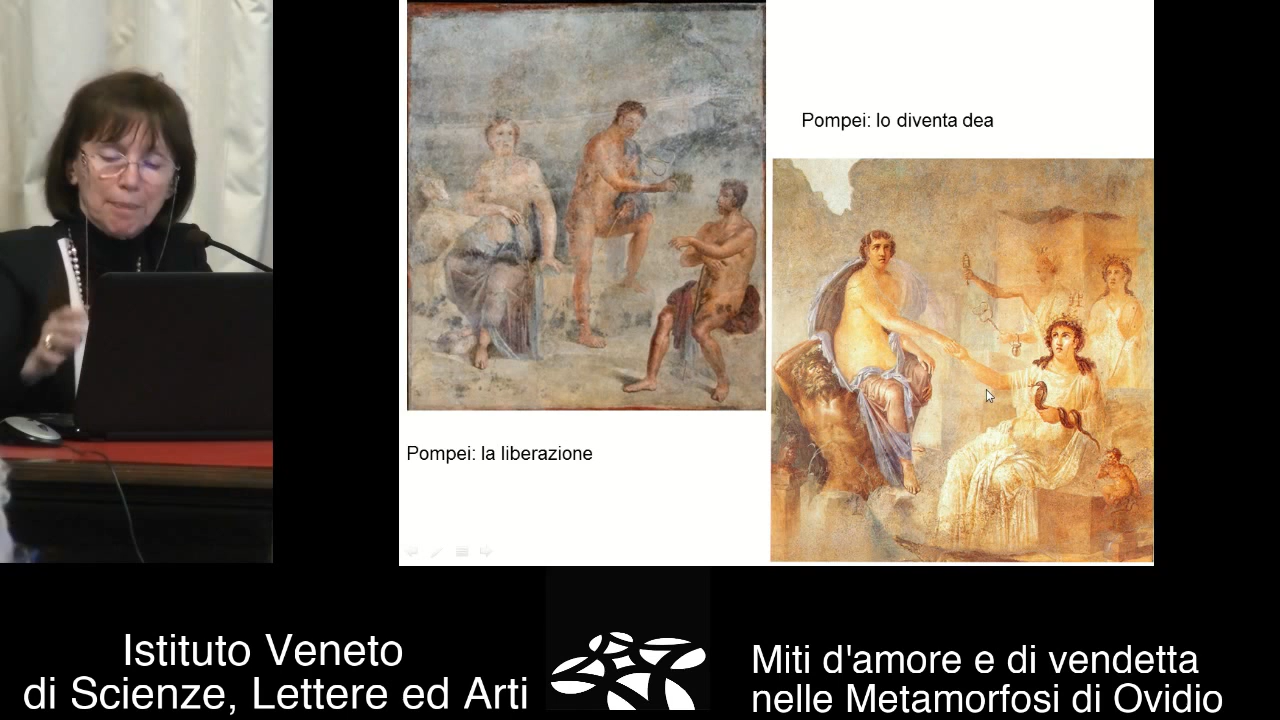 Pompei: lo diventa dea
Pompei: la liberazione
Istituto Veneto
di Scienze, Lettere ed Arti
Miti d'amore e di vendetta
nelle Metamorfosi di Ovidio